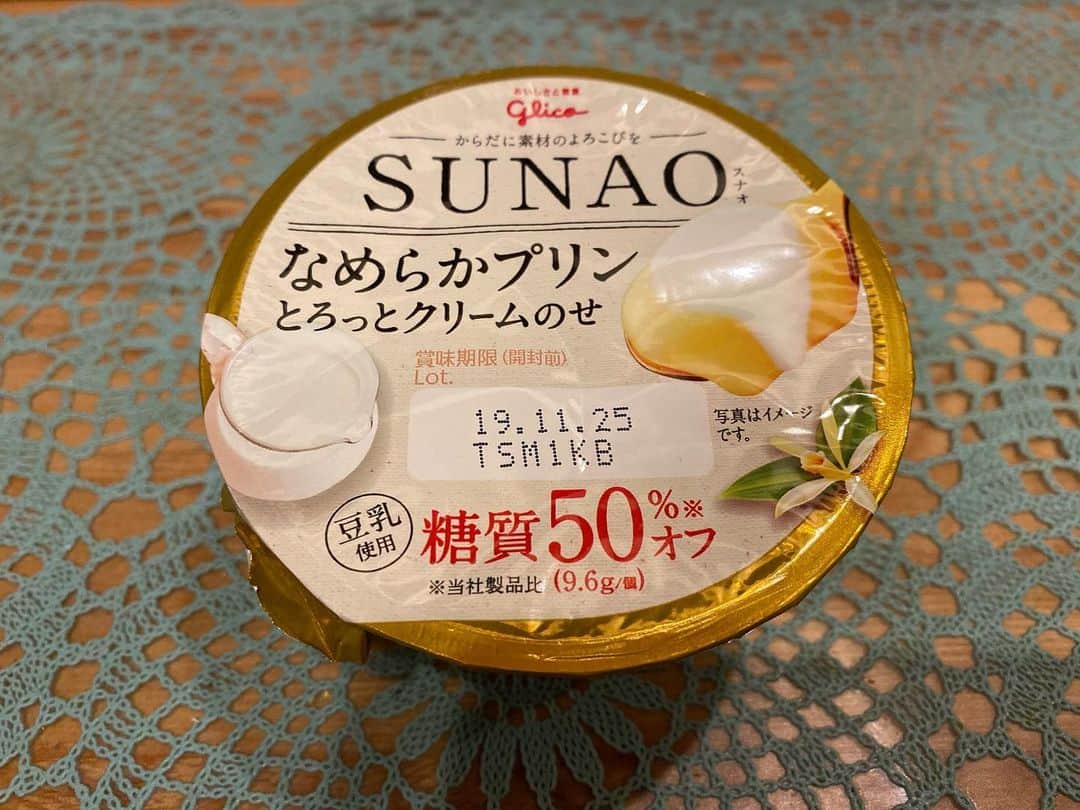 おいしさと健康
glico
からだに素材のよろこびを
SUNAO
スナオ
なめらかプリン
とろっとクリームのせ
賞味期限(開封前)
Lot.
19.11.25
TSM1KB
写真はイメージ
です。
豆乳
使用
糖質50%※オフ
※当社製品比 (9.6g/個)